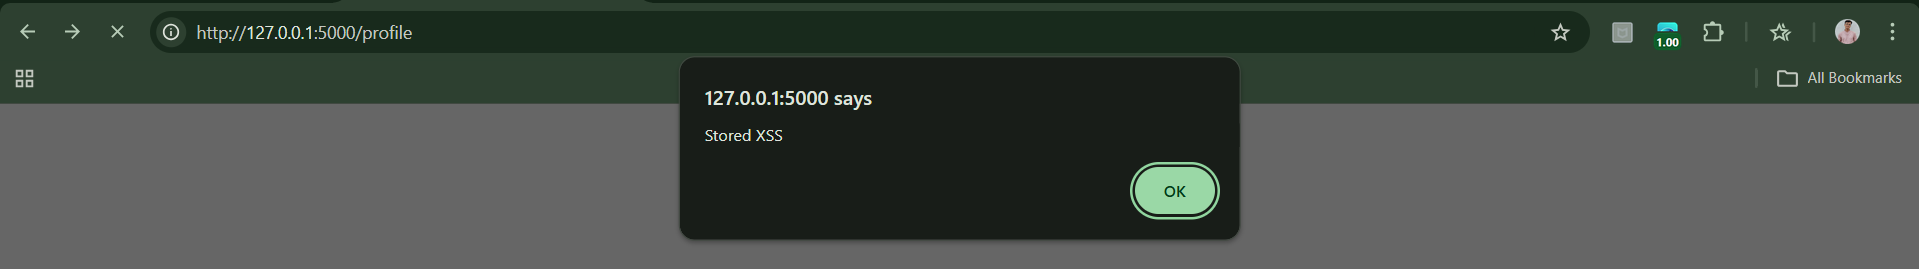 http://127.0.0.1:5000/profile
1.00
All Bookmarks
127.0.0.1:5000 says
Stored XSS
OK